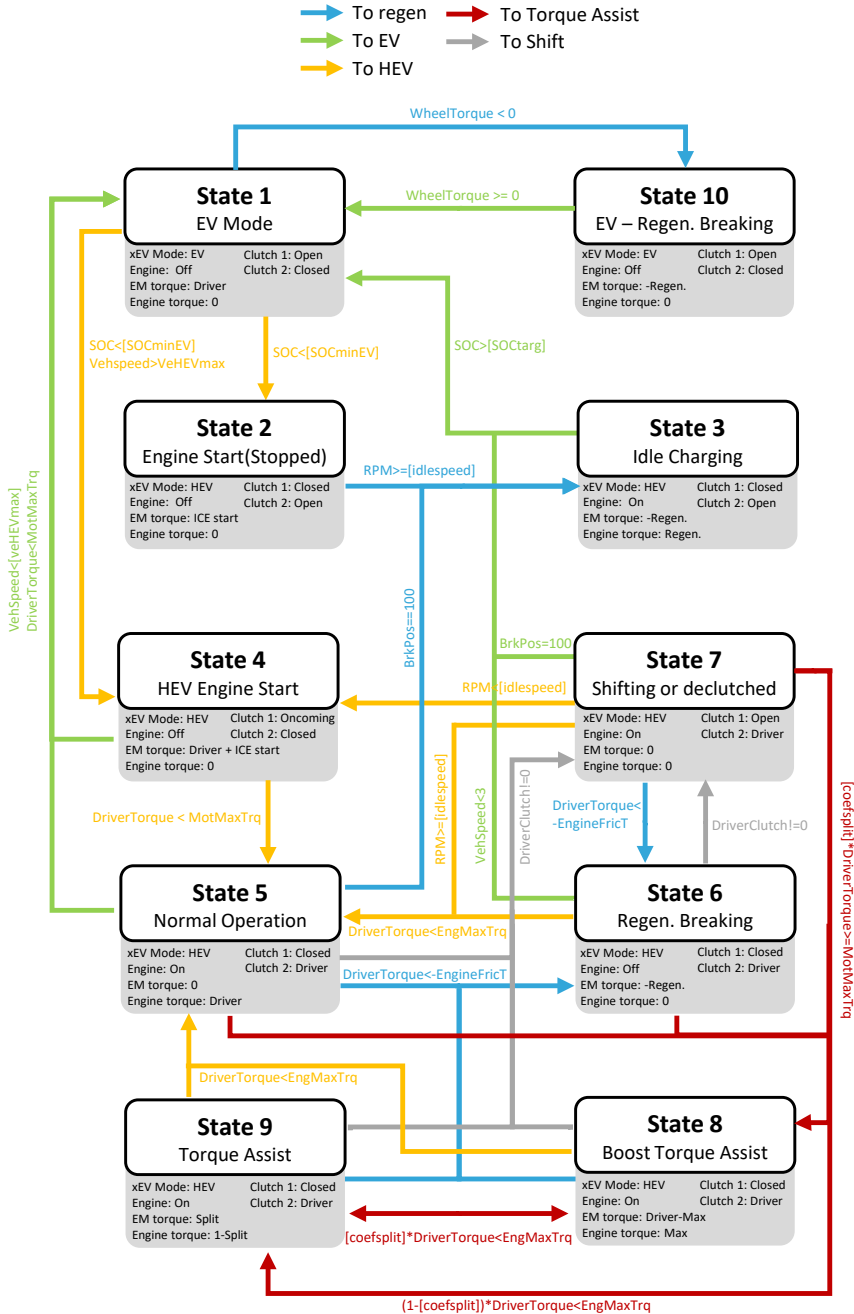 To regen
To Torque Assist
To EV
To Shift
To HEV
WheelTorque < 0
State 1
EV Mode
xEV Mode: EV
Clutch 1: Open
Engine: Off
Clutch 2: Closed
EM torque: Driver
Engine torque: 0
WheelTorque >= 0
State 10
EV – Regen. Breaking
xEV Mode: EV
Clutch 1: Open
Engine: Off
Clutch 2: Closed
EM torque: -Regen.
Engine torque: 0
SOC<[SOCminEV]
Vehspeed>VeHEVmax
SOC<[SOCminEV]
SOC>[SOCtarg]
State 2
Engine Start(Stopped)
xEV Mode: HEV
Clutch 1: Closed
Engine: Off
Clutch 2: Open
EM torque: ICE start
Engine torque: 0
RPM>=[idlespeed]
State 3
Idle Charging
xEV Mode: HEV
Clutch 1: Closed
Engine: On
Clutch 2: Open
EM torque: -Regen.
Engine torque: Regen.
VehSpeed<[veHEVmax]
DriverTorque<MotMaxTrq
BrkPos==100
State 4
HEV Engine Start
xEV Mode: HEV
Clutch 1: Oncoming
Engine: Off
Clutch 2: Closed
EM torque: Driver + ICE start
Engine torque: 0
BrkPos=100
RPM<[idlespeed]
State 7
Shifting or declutched
xEV Mode: HEV
Clutch 1: Open
Engine: On
Clutch 2: Driver
EM torque: 0
Engine torque: 0
DriverTorque < MotMaxTrq
RPM>=[idlespeed]
VehSpeed<3
DriverClutch!=0
DriverTorque<
-EngineFricT
DriverClutch!=0
[coefsplit]*DriverTorque>=MotMaxTrq
State 5
Normal Operation
xEV Mode: HEV
Clutch 1: Closed
Engine: On
Clutch 2: Driver
EM torque: 0
Engine torque: Driver
DriverTorque<EngMaxTrq
DriverTorque<-EngineFricT
State 6
Regen. Breaking
xEV Mode: HEV
Clutch 1: Closed
Engine: Off
Clutch 2: Driver
EM torque: -Regen.
Engine torque: 0
DriverTorque<EngMaxTrq
State 9
Torque Assist
xEV Mode: HEV
Clutch 1: Closed
Engine: On
Clutch 2: Driver
EM torque: Split
Engine torque: 1-Split
State 8
Boost Torque Assist
xEV Mode: HEV
Clutch 1: Closed
Engine: On
Clutch 2: Driver
EM torque: Driver-Max
Engine torque: Max
[coefsplit]*DriverTorque<EngMaxTrq
(1-[coefsplit])*DriverTorque<EngMaxTrq